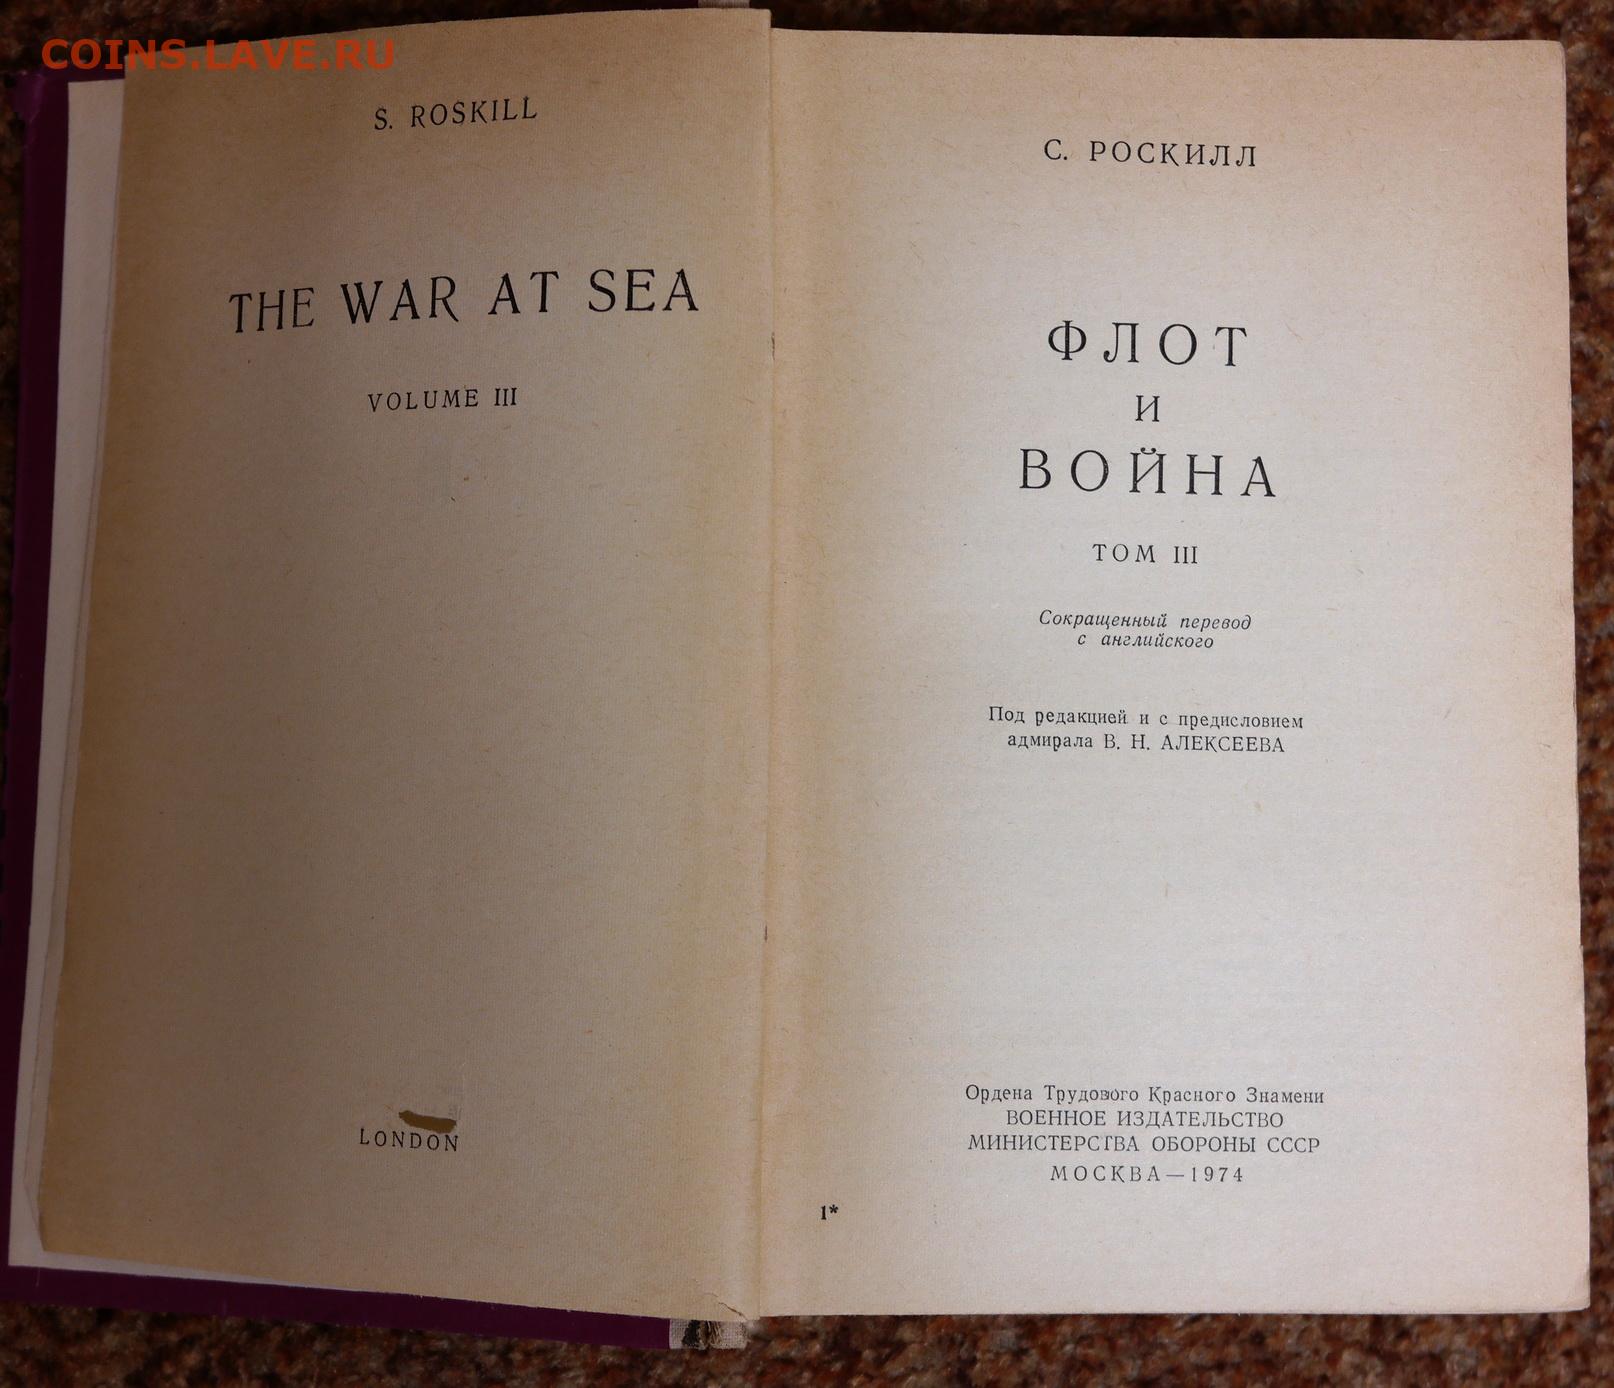 COINS.LAVE.RU
S. ROSKILL
THE WAR AT SEA
VOLUME III
LONDON
С. РОСКИЛЛ
ФЛОТ
И
ВОЙНА
ТОМ III
Сокращенный перевод
с английского
Под редакцией и с предисловием
адмирала В. Н. АЛЕКСЕЕВА
Ордена Трудового Красного Знамени
ВОЕННОЕ ИЗДАТЕЛЬСТВО
МИНИСТЕРСТВА ОБОРОНЫ СССР
МОСКВА—1974
1*